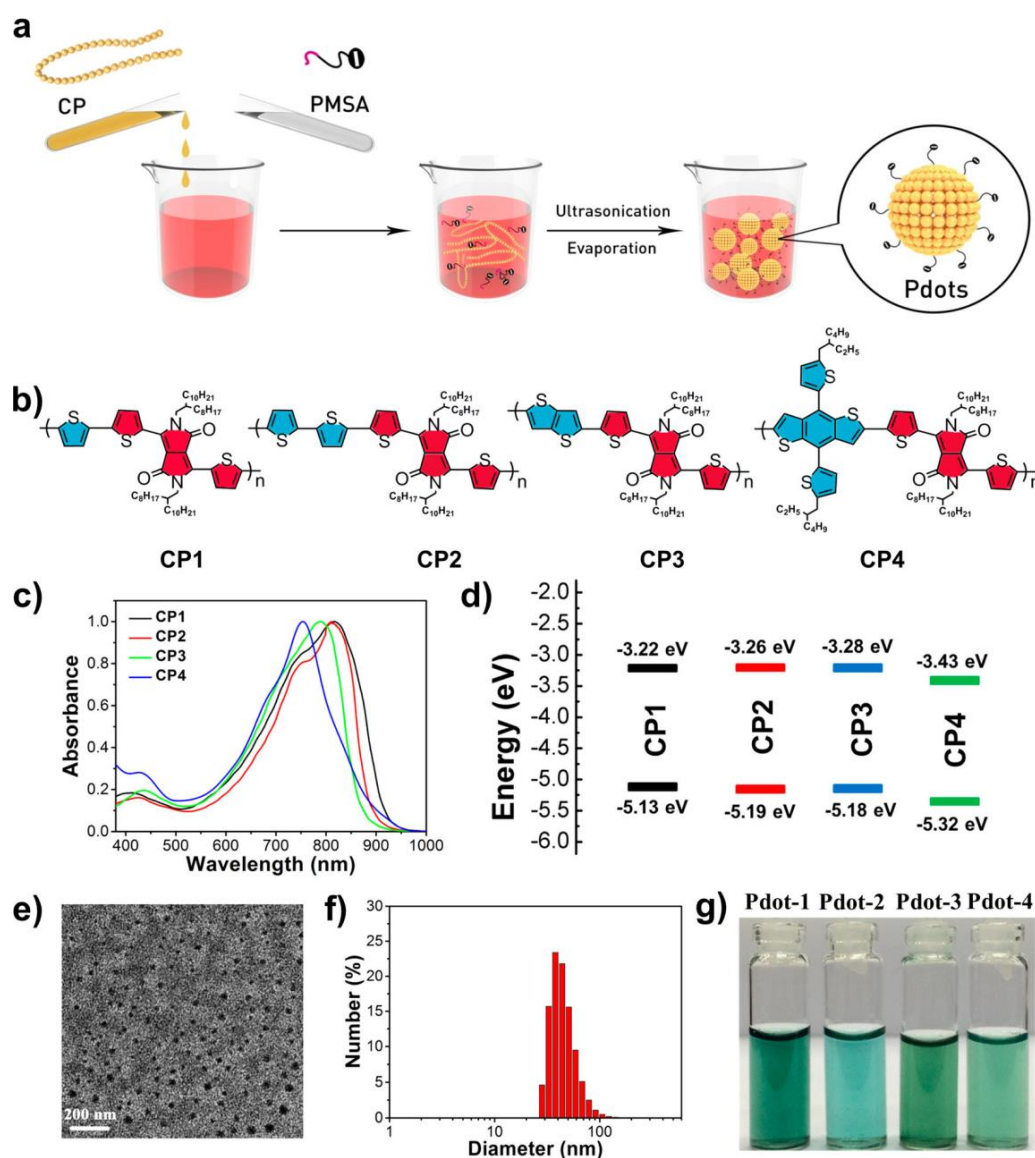 a
CP
PMSA
Ultrasonication
Evaporation
Pdots
b)
C4H9
C2H5
S
C10H21
C8H17
N
O
S
S
n
O
N
C8H17
C10H21
S
S
S
C10H21
C8H17
N
O
S
n
O
N
C8H17
C10H21
S
S
S
C10H21
C8H17
N
O
S
n
O
N
C8H17
C10H21
S
S
S
S
C2H5
C4H9
C10H21
C8H17
N
O
S
n
O
N
C8H17
C10H21
CP1
CP2
CP3
CP4
c)
CP1
CP2
CP3
CP4
Absorbance
1.0
0.8
0.6
0.4
0.2
0.0
400 500 600 700 800 900 1000
Wavelength (nm)
d)
Energy (eV)
-2.0
-2.5
-3.0
-3.5
-4.0
-4.5
-5.0
-5.5
-6.0
-3.22 eV
-3.26 eV
-3.28 eV
-3.43 eV
CP1
CP2
CP3
CP4
-5.13 eV
-5.19 eV
-5.18 eV
-5.32 eV
e)
200 nm
f)
Number (%)
30
25
20
15
10
5
0
1 10 100
Diameter (nm)
g)
Pdot-1 Pdot-2 Pdot-3 Pdot-4